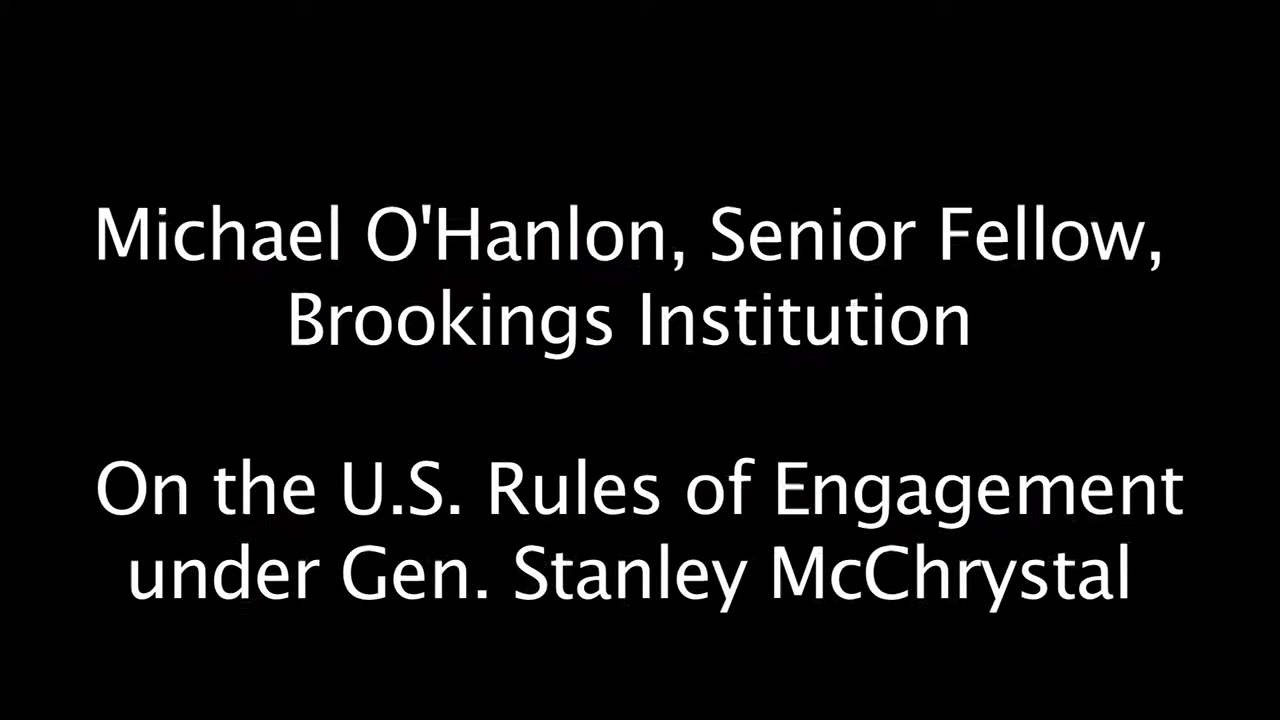 Michael O'Hanlon, Senior Fellow,
Brookings Institution
On the U.S. Rules of Engagement
under Gen. Stanley McChrystal